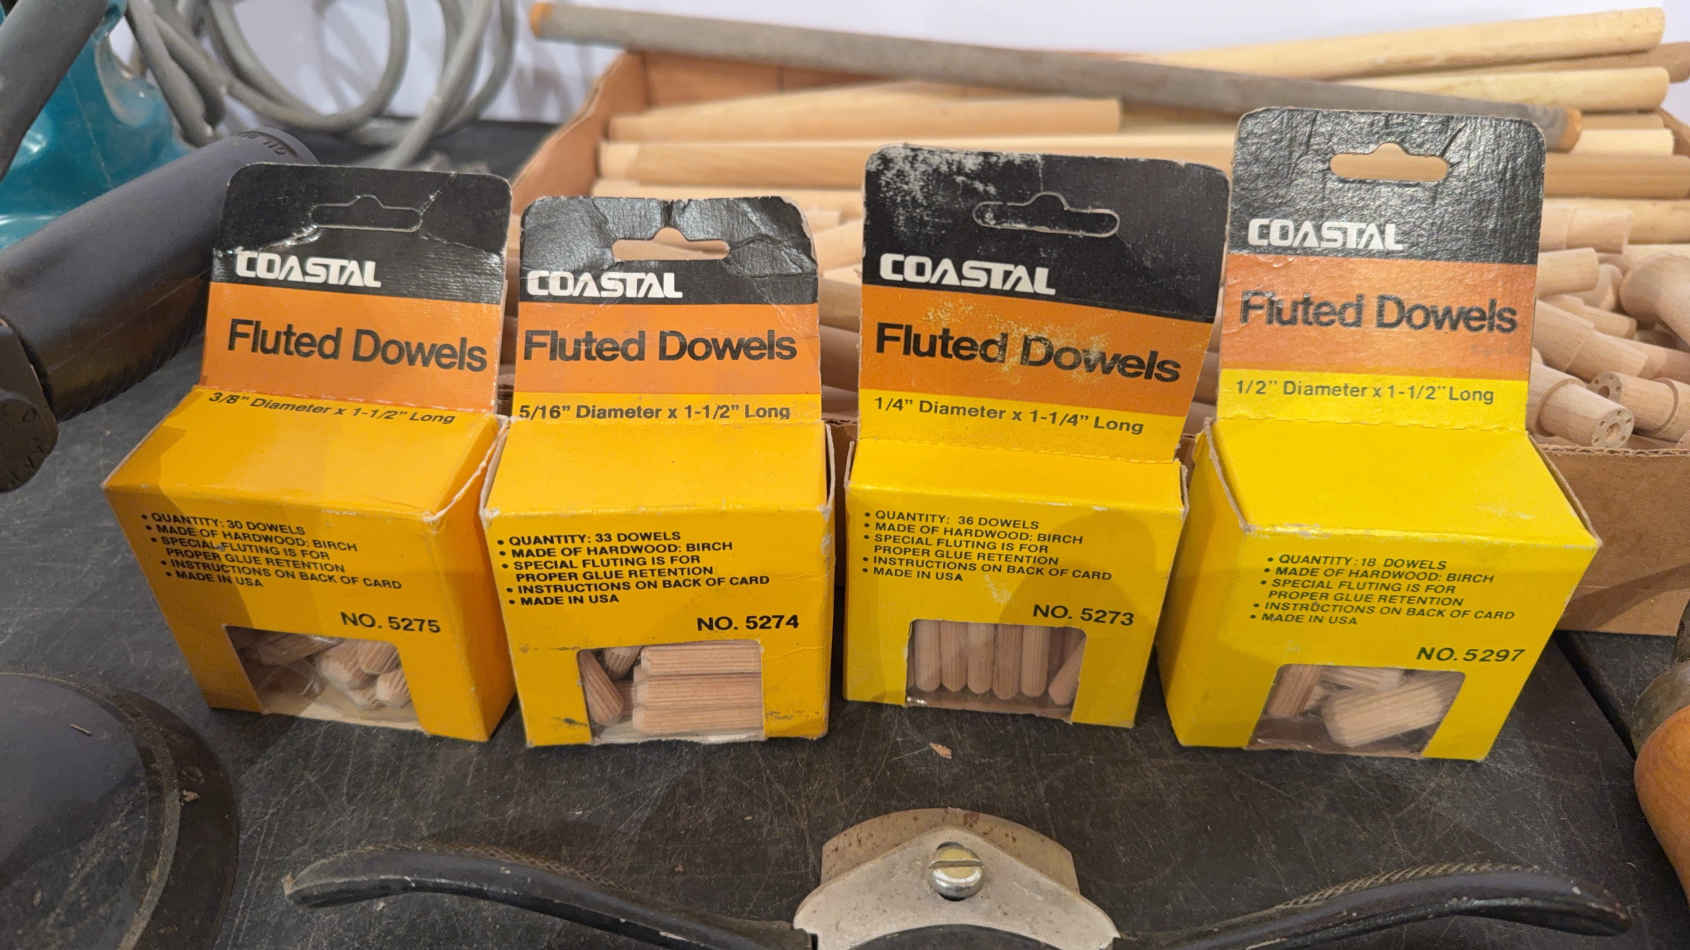 COASTAL
Fluted Dowels
3/8" Diameter x 1-1/2" Long
• QUANTITY: 30 DOWELS
• MADE OF HARDWOOD: BIRCH
• SPECIAL FLUTING IS FOR
PROPER GLUE RETENTION
• INSTRUCTIONS ON BACK OF CARD
• MADE IN USA
NO. 5275
COASTAL
Fluted Dowels
5/16" Diameter x 1-1/2" Long
• QUANTITY: 33 DOWELS
• MADE OF HARDWOOD: BIRCH
• SPECIAL FLUTING IS FOR
PROPER GLUE RETENTION
• INSTRUCTIONS ON BACK OF CARD
• MADE IN USA
NO. 5274
COASTAL
Fluted Dowels
1/4" Diameter x 1-1/4" Long
• QUANTITY: 36 DOWELS
• MADE OF HARDWOOD: BIRCH
• SPECIAL FLUTING IS FOR
PROPER GLUE RETENTION
• INSTRUCTIONS ON BACK OF CARD
• MADE IN USA
NO. 5273
COASTAL
Fluted Dowels
1/2" Diameter x 1-1/2" Long
• QUANTITY: 18 DOWELS
• MADE OF HARDWOOD: BIRCH
• SPECIAL FLUTING IS FOR
PROPER GLUE RETENTION
• INSTRUCTIONS ON BACK OF CARD
• MADE IN USA
NO. 5297